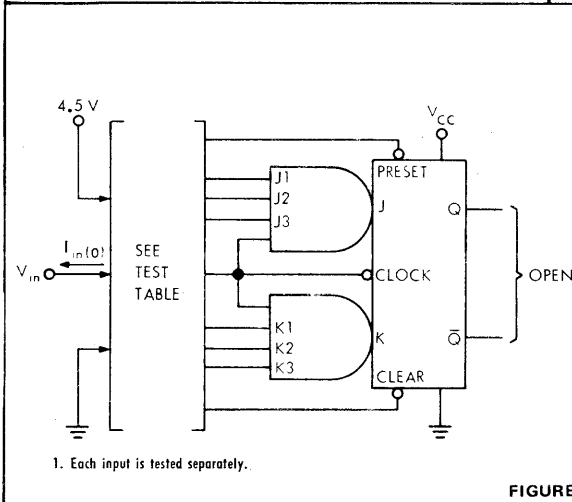 4.5 V
V_CC
PRESET
J1
J2
J3
J
Q
I_in(0)
V_in
SEE
TEST
TABLE
CLOCK
OPEN
K1
K2
K3
K
Q̄
CLEAR
1. Each input is tested separately.
FIGURE